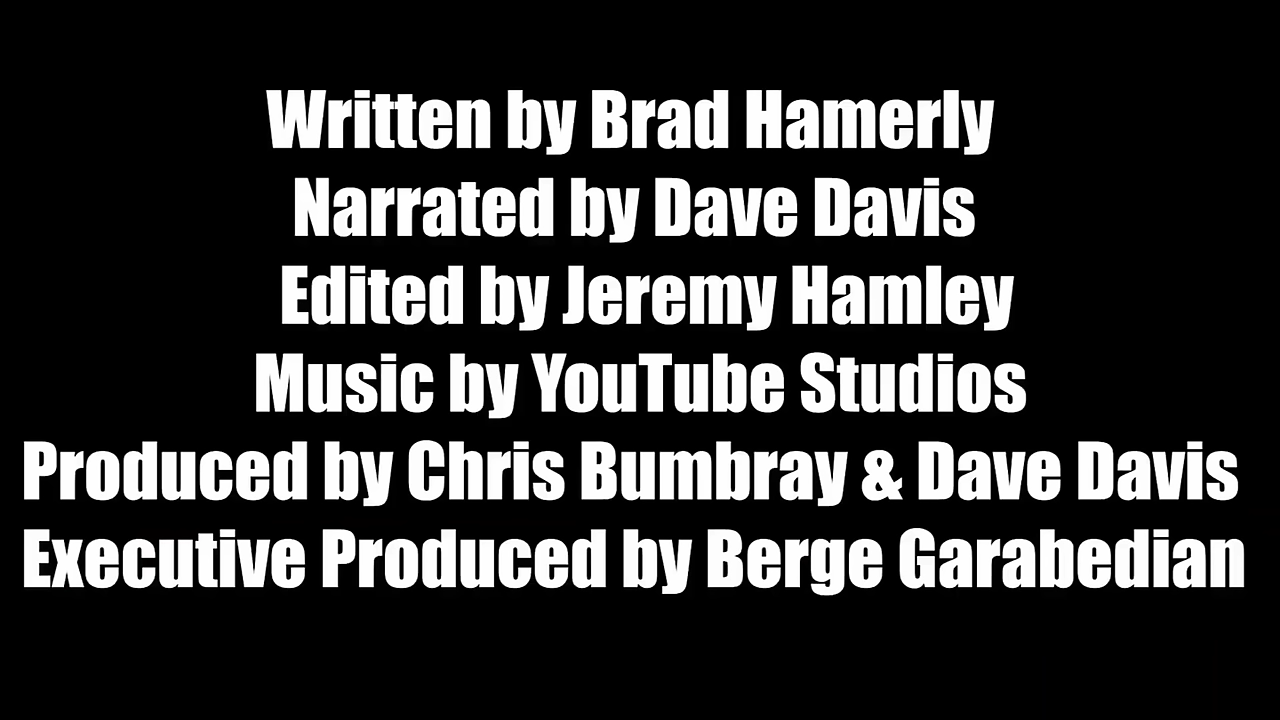 Written by Brad Hamerly
Narrated by Dave Davis
Edited by Jeremy Hamley
Music by YouTube Studios
Produced by Chris Bumbray & Dave Davis
Executive Produced by Berge Garabedian